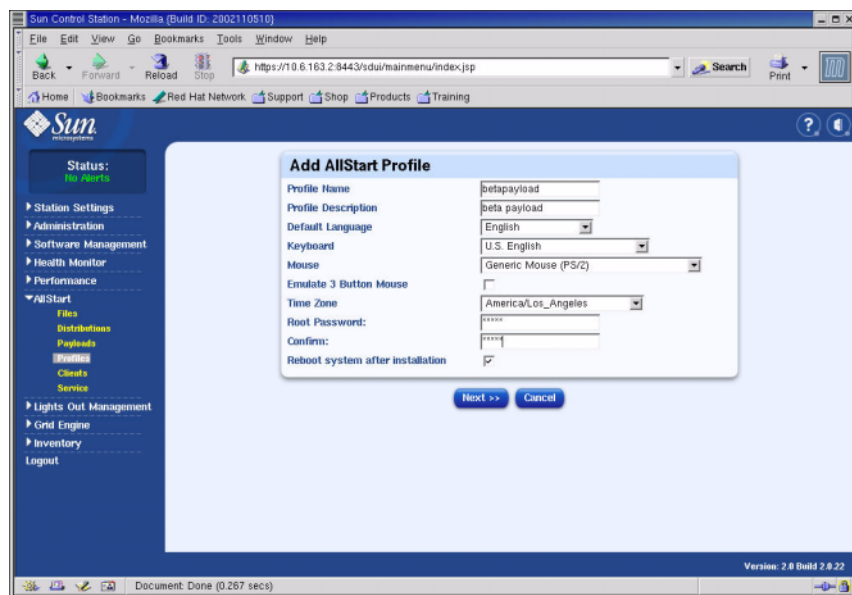 Sun Control Station - Mozilla {Build ID: 2002110510}
File Edit View Go Bookmarks Tools Window Help
Back Forward Reload Stop https://10.6.163.2:8443/sdui/mainmenu/index.jsp Search Print
Home Bookmarks Red Hat Network Support Shop Products Training
Sun
microsystems
?
Status:
No Alerts
Station Settings
Administration
Software Management
Health Monitor
Performance
AllStart
Files
Distributions
Payloads
Profiles
Clients
Service
Lights Out Management
Grid Engine
Inventory
Logout
Add AllStart Profile
Profile Name betapayload
Profile Description beta payload
Default Language English
Keyboard U.S. English
Mouse Generic Mouse (PS/2)
Emulate 3 Button Mouse
Time Zone America/Los_Angeles
Root Password: *****
Confirm: *****
Reboot system after installation
Next >> Cancel
Version: 2.0 Build 2.0.22
Document: Done (0.267 secs)